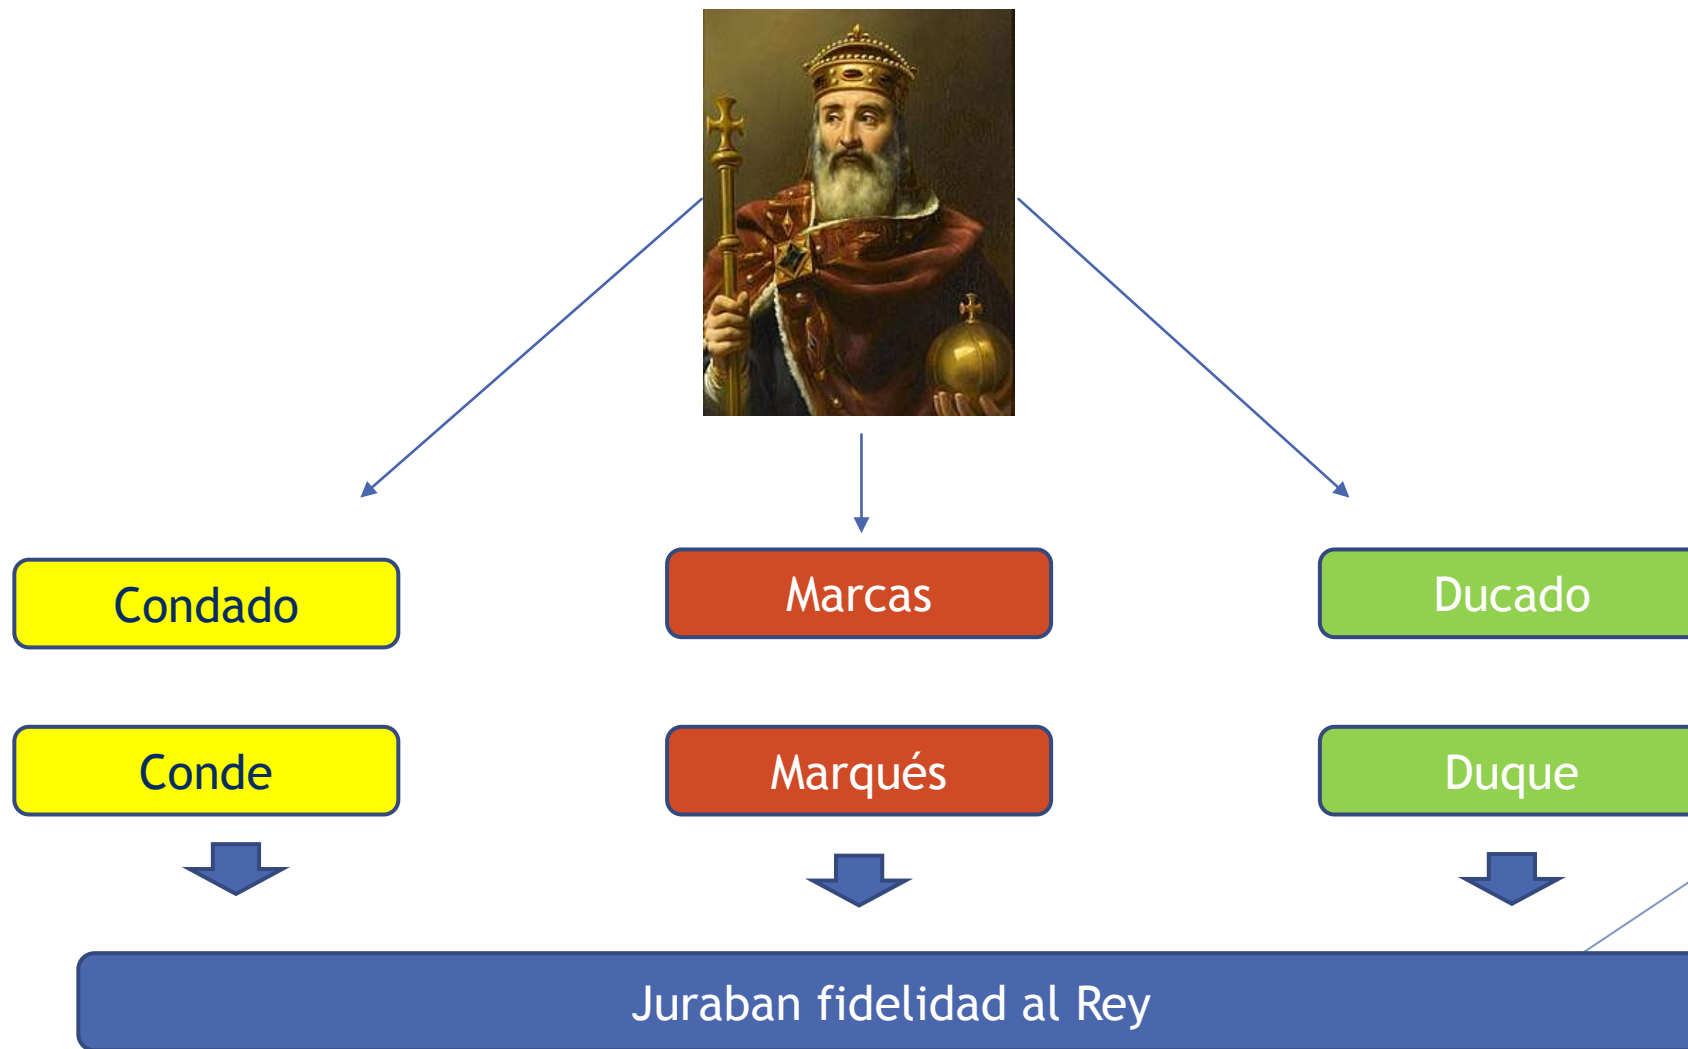 Condado
Marcas
Ducado
Conde
Marqués
Duque
Juraban fidelidad al Rey